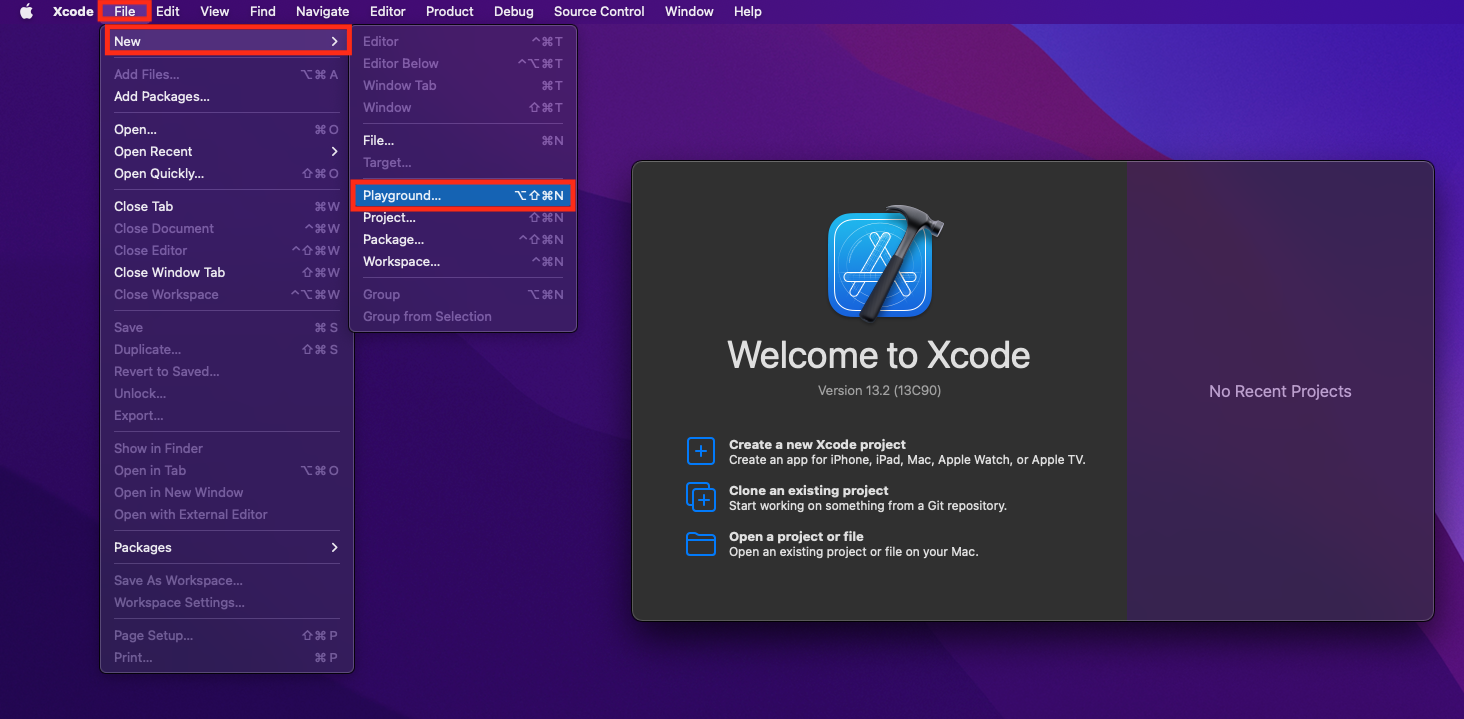 Xcode File Edit View Find Navigate Editor Product Debug Source Control Window Help
New >
Add Files... ⌥⌘A
Add Packages...
Open... ⌘O
Open Recent >
Open Quickly... ⇧⌘O
Close Tab ⌘W
Close Document ^⌘W
Close Editor ^⇧⌘W
Close Window Tab ⇧⌘W
Close Workspace ^⌥⌘W
Save ⌘S
Duplicate... ⇧⌘S
Revert to Saved...
Unlock...
Export...
Show in Finder
Open in Tab ⌥⌘O
Open in New Window
Open with External Editor
Packages >
Save As Workspace...
Workspace Settings...
Page Setup... ⇧⌘P
Print... ⌘P
Editor ^⌘T
Editor Below ^⌥⌘T
Window Tab ⌘T
Window ⇧⌘T
File... ⌘N
Target...
Playground... ⌥⇧⌘N
Project... ⇧⌘N
Package... ^⇧⌘N
Workspace... ^⌘N
Group ⌥⌘N
Group from Selection
Welcome to Xcode
Version 13.2 (13C90)
Create a new Xcode project
Create an app for iPhone, iPad, Mac, Apple Watch, or Apple TV.
Clone an existing project
Start working on something from a Git repository.
Open a project or file
Open an existing project or file on your Mac.
No Recent Projects